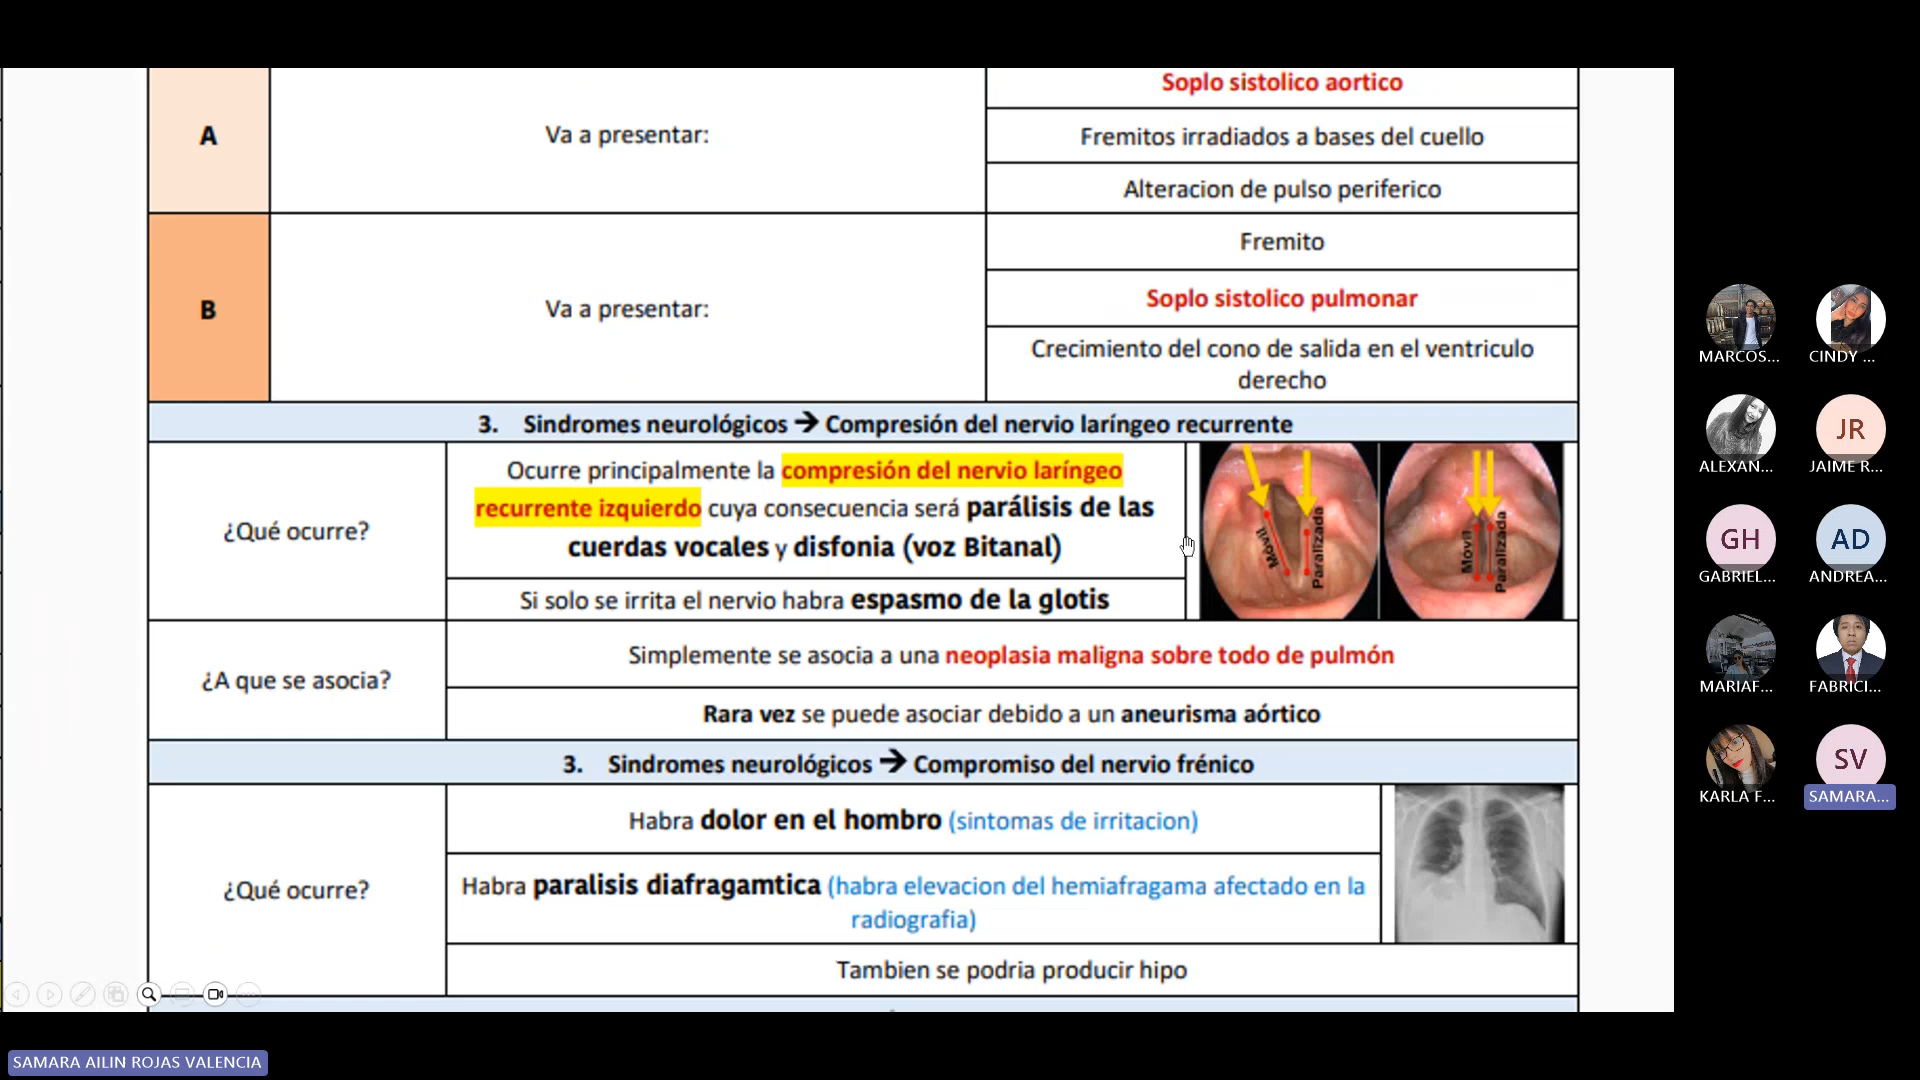 Soplo sistolico aortico
A
Va a presentar:
Fremitos irradiados a bases del cuello
Alteracion de pulso periferico
Fremito
B
Va a presentar:
Soplo sistolico pulmonar
Crecimiento del cono de salida en el ventriculo
derecho
3. Sindromes neurológicos ➔ Compresión del nervio laríngeo recurrente
¿Qué ocurre?
Ocurre principalmente la compresión del nervio laríngeo
recurrente izquierdo cuya consecuencia será parálisis de las
cuerdas vocales y disfonia (voz Bitanal)
Si solo se irrita el nervio habra espasmo de la glotis
Móvil
Paralizada
Móvil
Paralizada
¿A que se asocia?
Simplemente se asocia a una neoplasia maligna sobre todo de pulmón
Rara vez se puede asociar debido a un aneurisma aórtico
3. Sindromes neurológicos ➔ Compromiso del nervio frénico
¿Qué ocurre?
Habra dolor en el hombro (sintomas de irritacion)
Habra paralisis diafragamtica (habra elevacion del hemiafragama afectado en la
radiografia)
Tambien se podria producir hipo
MARCOS...
CINDY ...
ALEXAN...
JR
JAIME R...
GH
GABRIEL...
AD
ANDREA...
MARIAF...
FABRICI...
KARLA F...
SV
SAMARA...
SAMARA AILIN ROJAS VALENCIA